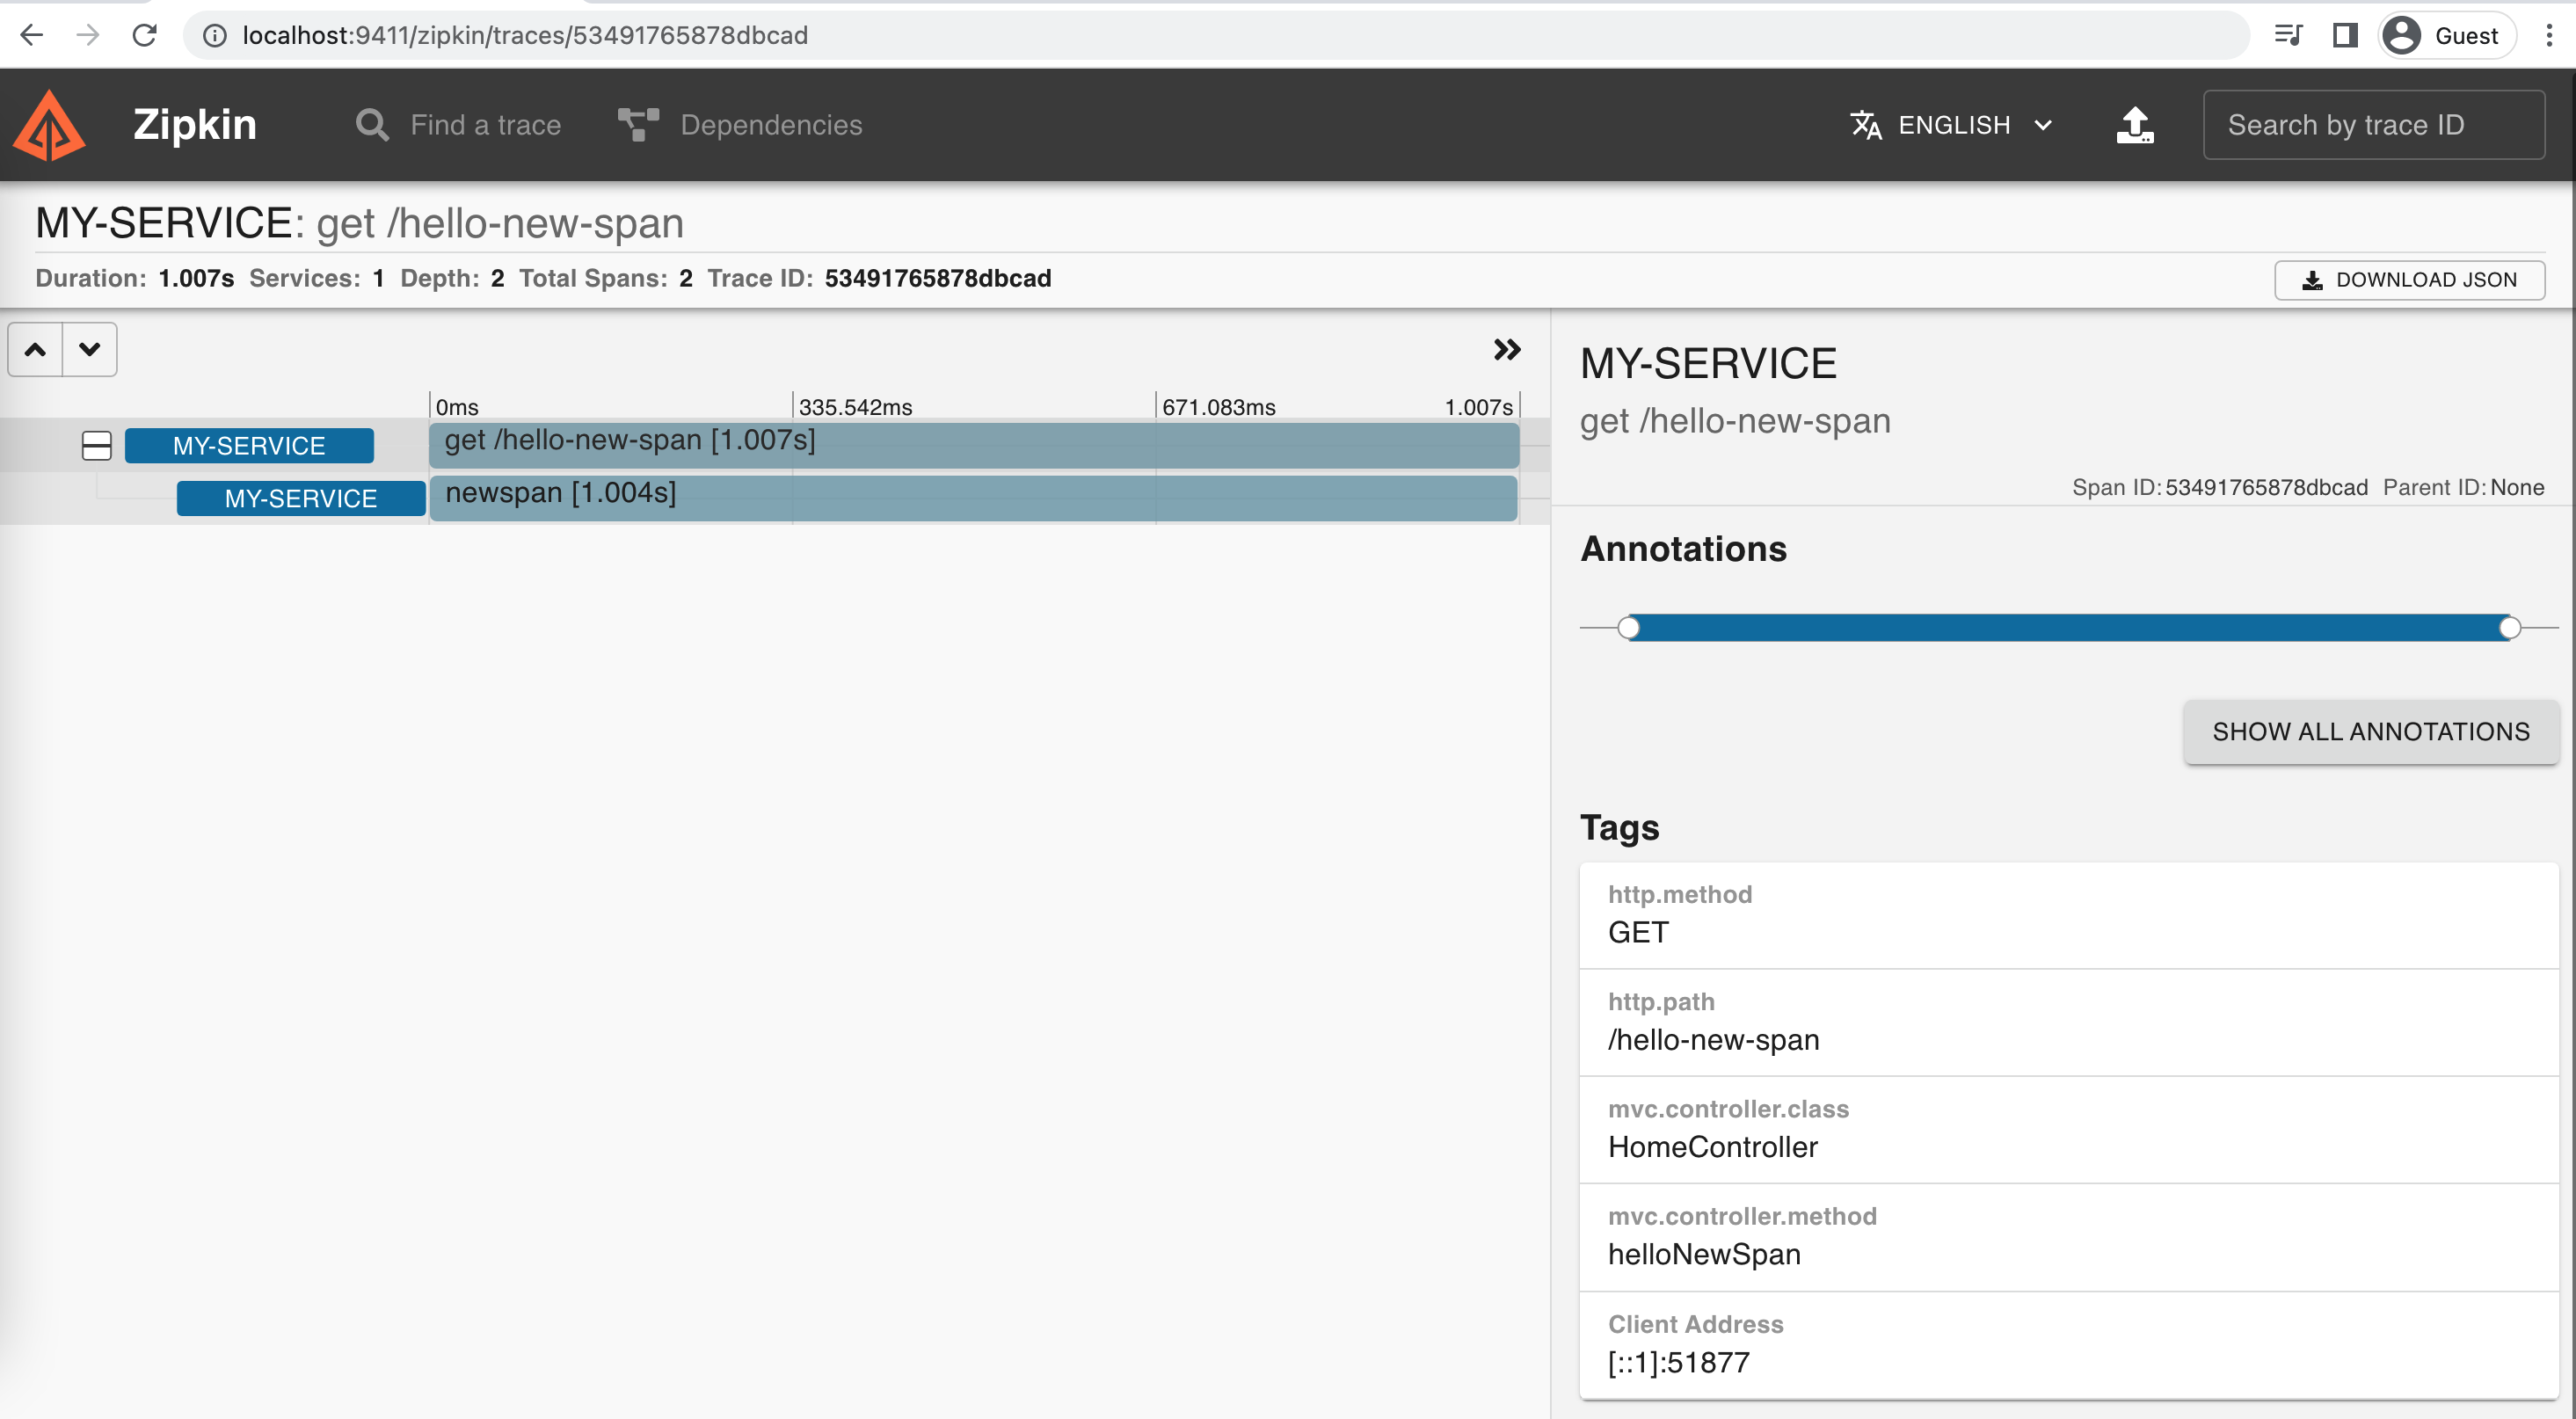 localhost:9411/zipkin/traces/53491765878dbcad
Guest
Zipkin
Find a trace
Dependencies
ENGLISH
Search by trace ID
MY-SERVICE: get /hello-new-span
Duration: 1.007s Services: 1 Depth: 2 Total Spans: 2 Trace ID: 53491765878dbcad
DOWNLOAD JSON
0ms 335.542ms 671.083ms 1.007s
MY-SERVICE get /hello-new-span [1.007s]
MY-SERVICE newspan [1.004s]
MY-SERVICE
get /hello-new-span
Span ID: 53491765878dbcad Parent ID: None
Annotations
SHOW ALL ANNOTATIONS
Tags
http.method
GET
http.path
/hello-new-span
mvc.controller.class
HomeController
mvc.controller.method
helloNewSpan
Client Address
[::1]:51877